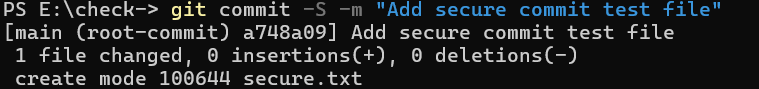 PS E:\check-> git commit -S -m "Add secure commit test file"
[main (root-commit) a748a09] Add secure commit test file
 1 file changed, 0 insertions(+), 0 deletions(-)
 create mode 100644 secure.txt